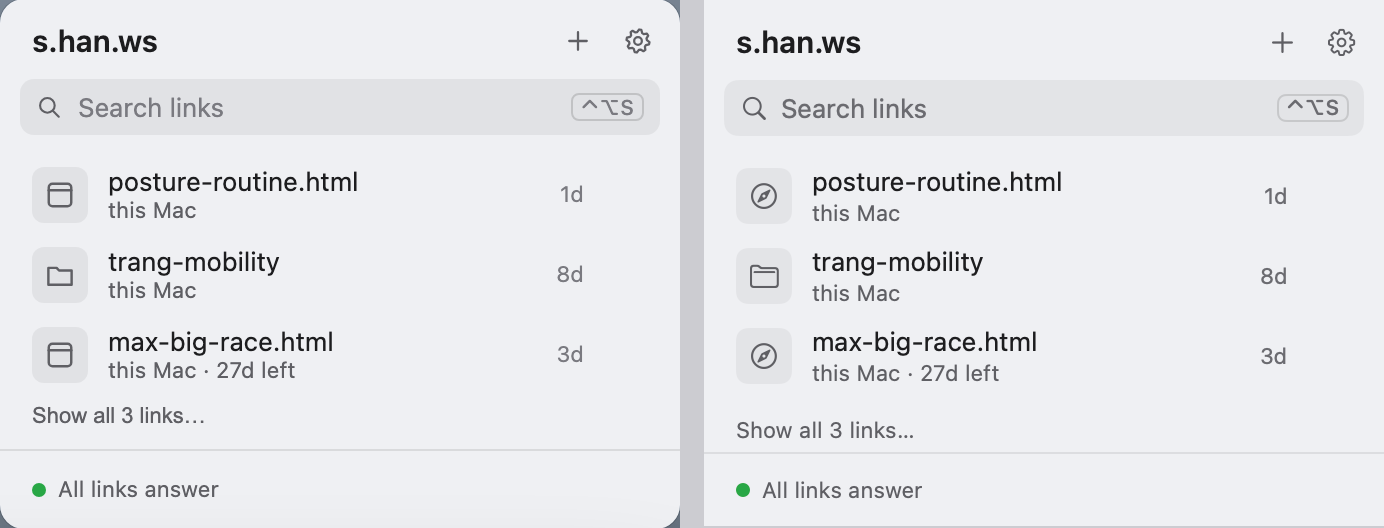 s.han.ws
Search links
^⌥S
posture-routine.html
this Mac
1d
trang-mobility
this Mac
8d
max-big-race.html
this Mac · 27d left
3d
Show all 3 links…
All links answer
s.han.ws
Search links
^⌥S
posture-routine.html
this Mac
1d
trang-mobility
this Mac
8d
max-big-race.html
this Mac · 27d left
3d
Show all 3 links…
All links answer